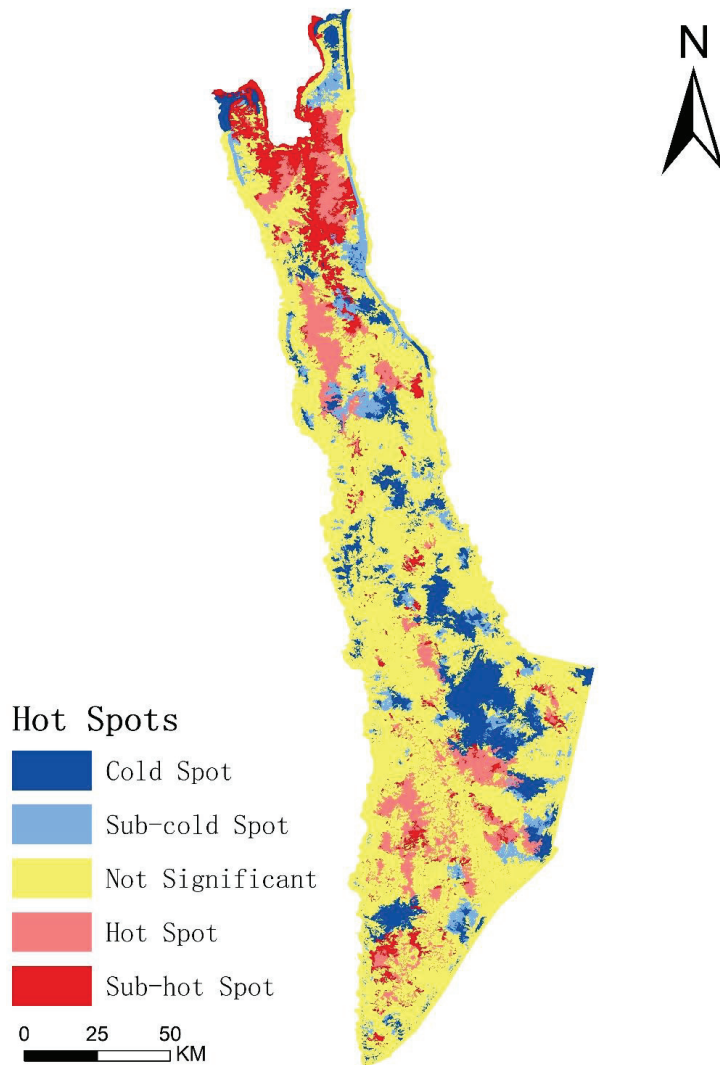 N
Hot Spots
Cold Spot
Sub-cold Spot
Not Significant
Hot Spot
Sub-hot Spot
0 25 50
KM